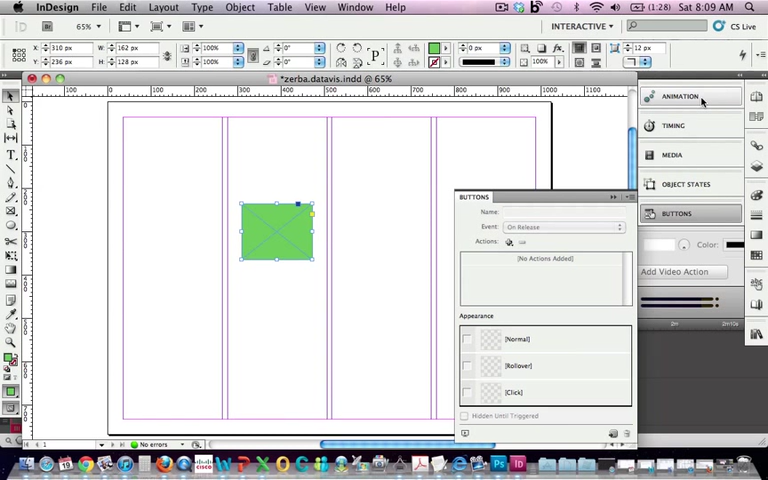 InDesign File Edit Layout Type Object Table View Window Help (1:28) Sat 8:09 AM
65% INTERACTIVE CS Live
X: 310 px W: 162 px 100% 0° 0 px 12 px
Y: 236 px H: 128 px 100% 0° P 100%
*zerba.datavis.indd @ 65%
100 0 100 200 300 400 500 600 700 800 900 1000 1100
ANIMATION
TIMING
MEDIA
OBJECT STATES
BUTTONS
Color:
Add Video Action
BUTTONS
Name:
Event: On Release
Actions:
[No Actions Added]
Appearance
[Normal]
[Rollover]
[Click]
Hidden Until Triggered
1 No errors